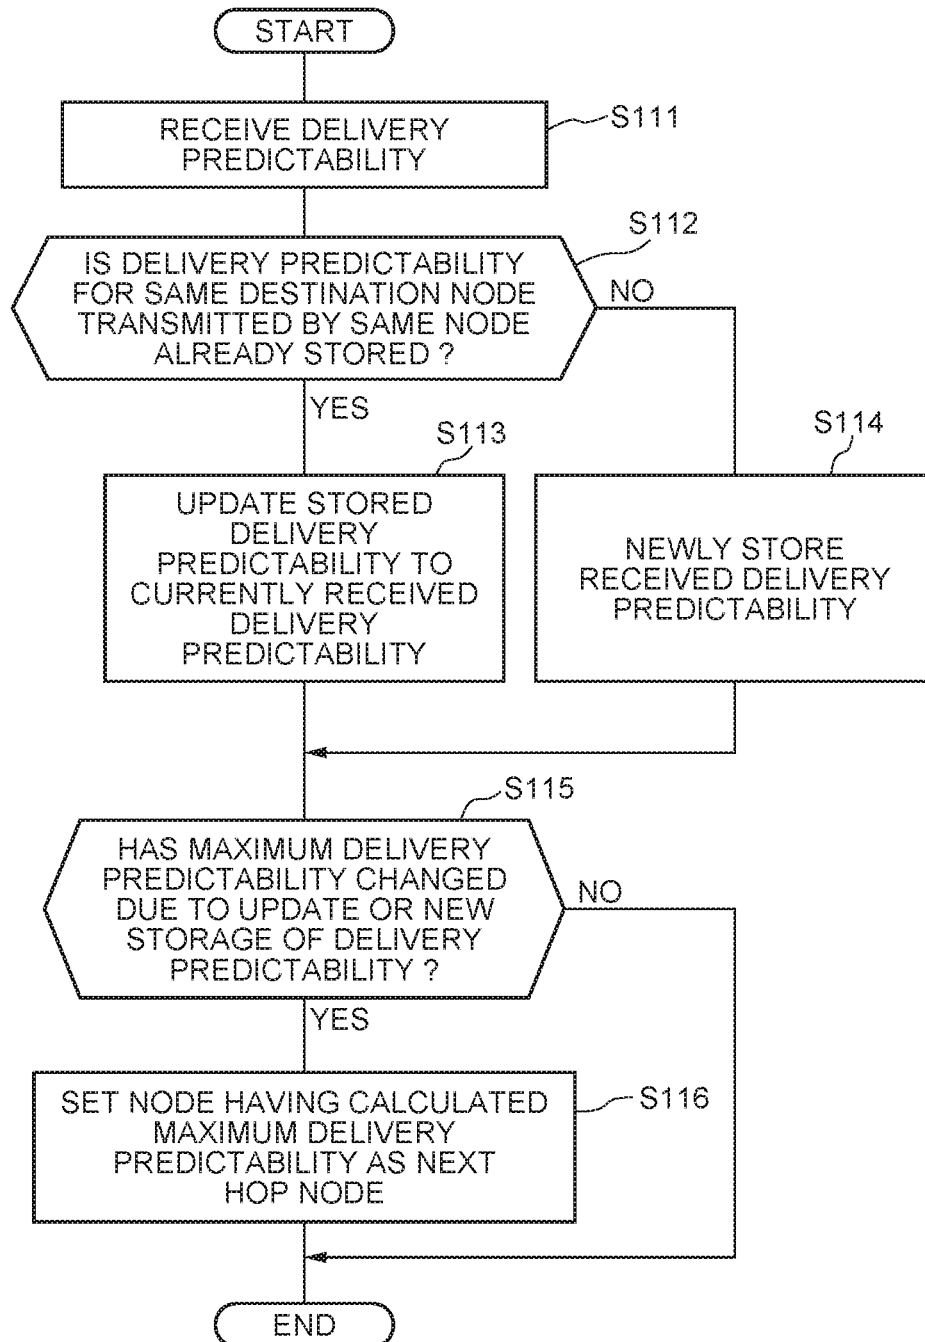 START
RECEIVE DELIVERY
PREDICTABILITY
S111
S112
IS DELIVERY PREDICTABILITY
FOR SAME DESTINATION NODE
TRANSMITTED BY SAME NODE
ALREADY STORED ?
NO
YES
S113
UPDATE STORED
DELIVERY
PREDICTABILITY TO
CURRENTLY RECEIVED
DELIVERY
PREDICTABILITY
S114
NEWLY STORE
RECEIVED DELIVERY
PREDICTABILITY
S115
HAS MAXIMUM DELIVERY
PREDICTABILITY CHANGED
DUE TO UPDATE OR NEW
STORAGE OF DELIVERY
PREDICTABILITY ?
NO
YES
SET NODE HAVING CALCULATED
MAXIMUM DELIVERY
PREDICTABILITY AS NEXT
HOP NODE
S116
END